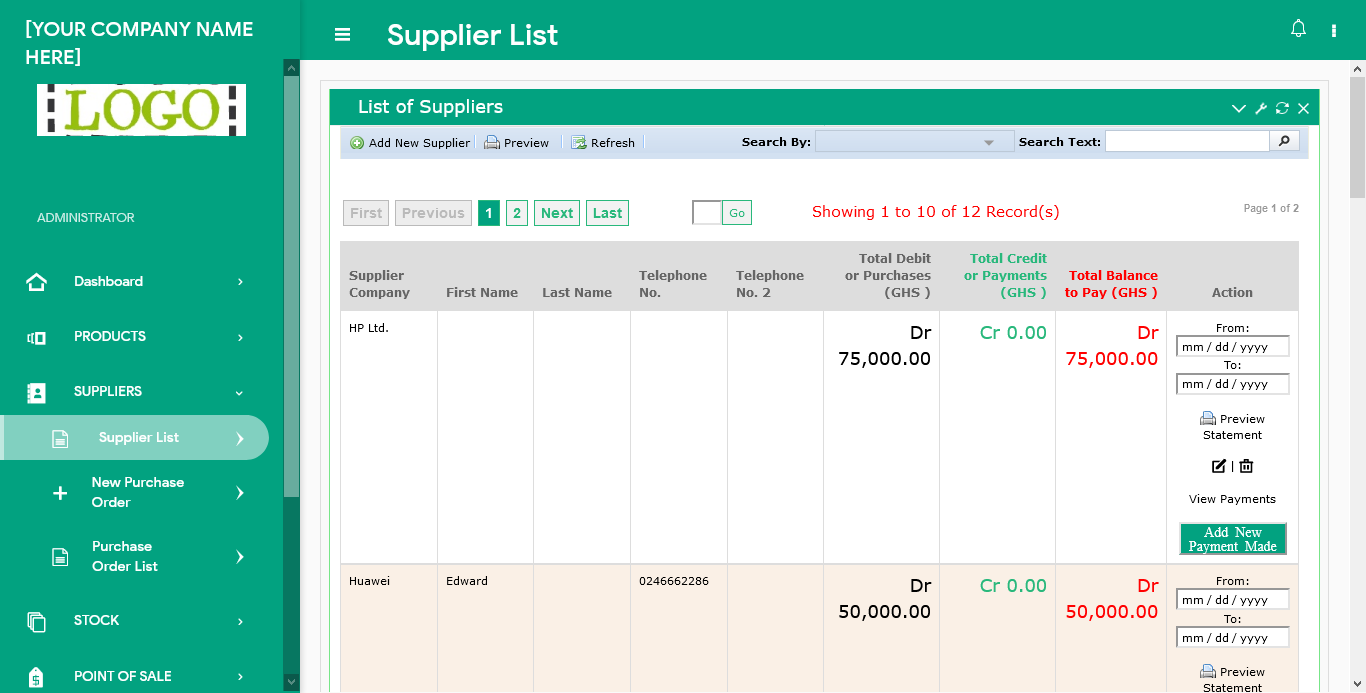 [YOUR COMPANY NAME
HERE]
LOGO
ADMINISTRATOR
Dashboard
PRODUCTS
SUPPLIERS
Supplier List
New Purchase
Order
Purchase
Order List
STOCK
POINT OF SALE
Supplier List
List of Suppliers
Add New Supplier Preview Refresh Search By: Search Text:
First Previous 1 2 Next Last Go Showing 1 to 10 of 12 Record(s) Page 1 of 2
Supplier Company First Name Last Name Telephone No. Telephone No. 2 Total Debit or Purchases (GHS ) Total Credit or Payments (GHS ) Total Balance to Pay (GHS ) Action
HP Ltd. Dr 75,000.00 Cr 0.00 Dr 75,000.00
From:
mm / dd / yyyy
To:
mm / dd / yyyy
Preview
Statement
|
View Payments
Add New
Payment Made
Huawei Edward 0246662286 Dr 50,000.00 Cr 0.00 Dr 50,000.00
From:
mm / dd / yyyy
To:
mm / dd / yyyy
Preview
Statement